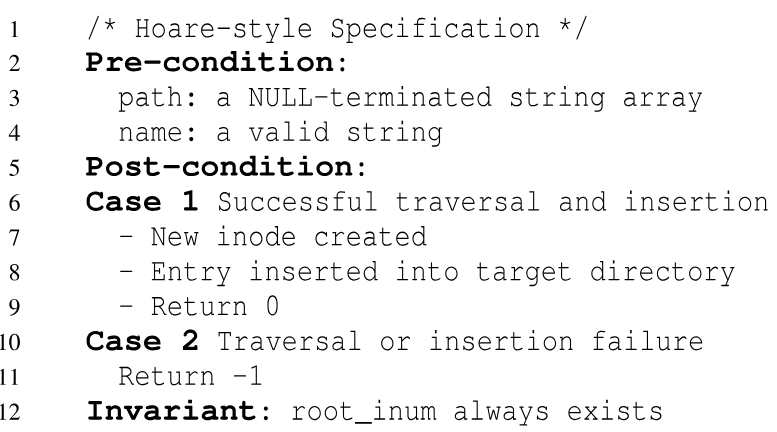 1 /* Hoare-style Specification */
2 Pre-condition:
3 path: a NULL-terminated string array
4 name: a valid string
5 Post-condition:
6 Case 1 Successful traversal and insertion
7 - New inode created
8 - Entry inserted into target directory
9 - Return 0
10 Case 2 Traversal or insertion failure
11 Return -1
12 Invariant: root_inum always exists